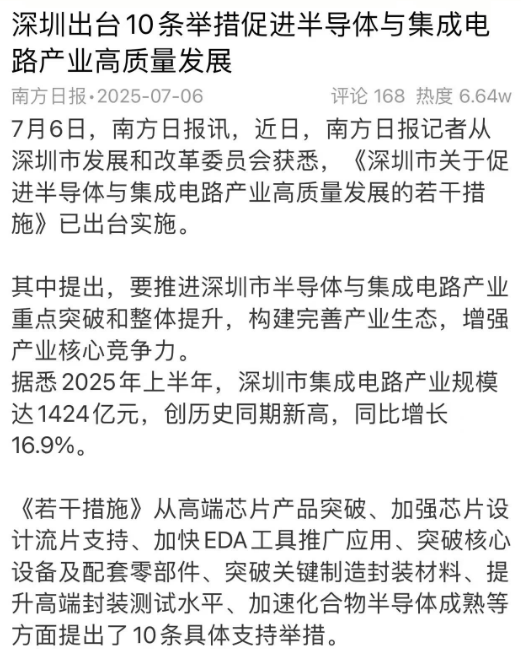 深圳出台10条举措促进半导体与集成电
路产业高质量发展
南方日报·2025-07-06 评论 168 热度 6.64w
7月6日，南方日报讯，近日，南方日报记者从
深圳市发展和改革委员会获悉，《深圳市关于促
进半导体与集成电路产业高质量发展的若干措
施》已出台实施。
其中提出，要推进深圳市半导体与集成电路产业
重点突破和整体提升，构建完善产业生态，增强
产业核心竞争力。
据悉2025年上半年，深圳市集成电路产业规模
达1424亿元，创历史同期新高，同比增长
16.9%。
《若干措施》从高端芯片产品突破、加强芯片设
计流片支持、加快EDA工具推广应用、突破核心
设备及配套零部件、突破关键制造封装材料、提
升高端封装测试水平、加速化合物半导体成熟等
方面提出了10条具体支持举措。